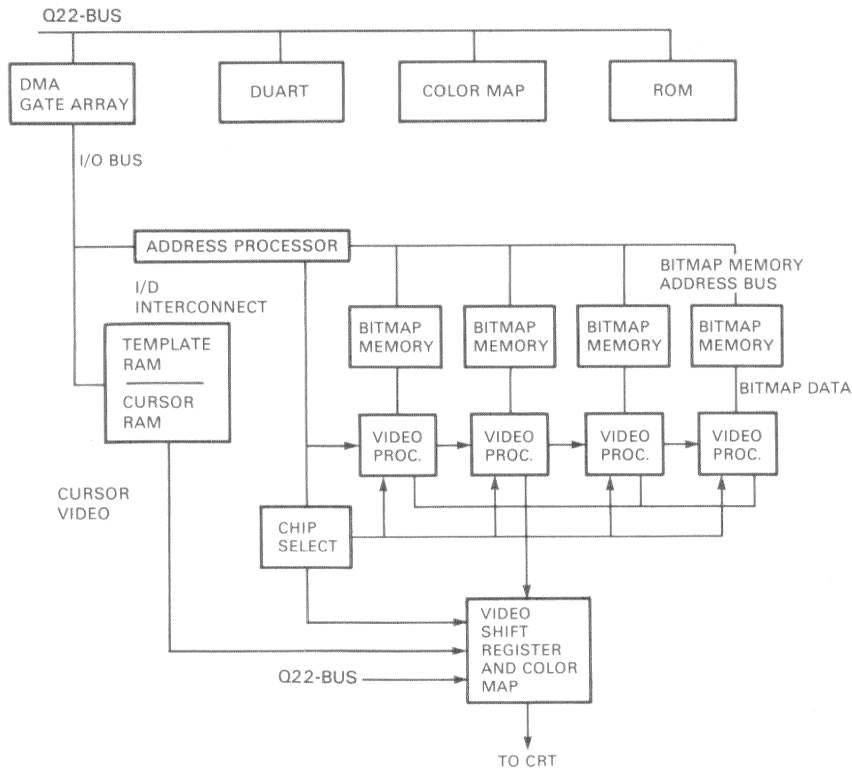 Q22-BUS
DMA
GATE ARRAY
DUART
COLOR MAP
ROM
I/O BUS
ADDRESS PROCESSOR
BITMAP MEMORY
ADDRESS BUS
I/D
INTERCONNECT
TEMPLATE
RAM
CURSOR
RAM
BITMAP
MEMORY
BITMAP
MEMORY
BITMAP
MEMORY
BITMAP
MEMORY
BITMAP DATA
VIDEO
PROC.
VIDEO
PROC.
VIDEO
PROC.
VIDEO
PROC.
CURSOR
VIDEO
CHIP
SELECT
VIDEO
SHIFT
REGISTER
AND COLOR
MAP
Q22-BUS
TO CRT